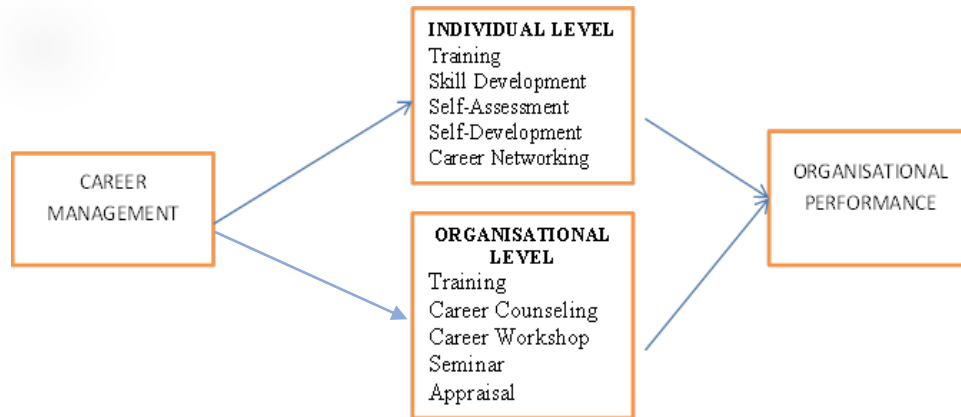 CAREER
MANAGEMENT
INDIVIDUAL LEVEL
Training
Skill Development
Self-Assessment
Self-Development
Career Networking
ORGANISATIONAL
LEVEL
Training
Career Counseling
Career Workshop
Seminar
Appraisal
ORGANISATIONAL
PERFORMANCE